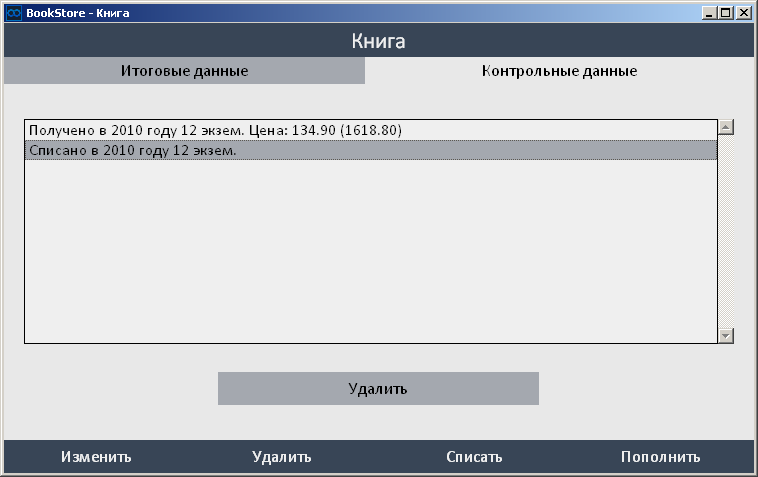 BookStore - Книга
Книга
Итоговые данные Контрольные данные
Получено в 2010 году 12 экзем. Цена: 134.90 (1618.80)
Списано в 2010 году 12 экзем.
Удалить
Изменить Удалить Списать Пополнить